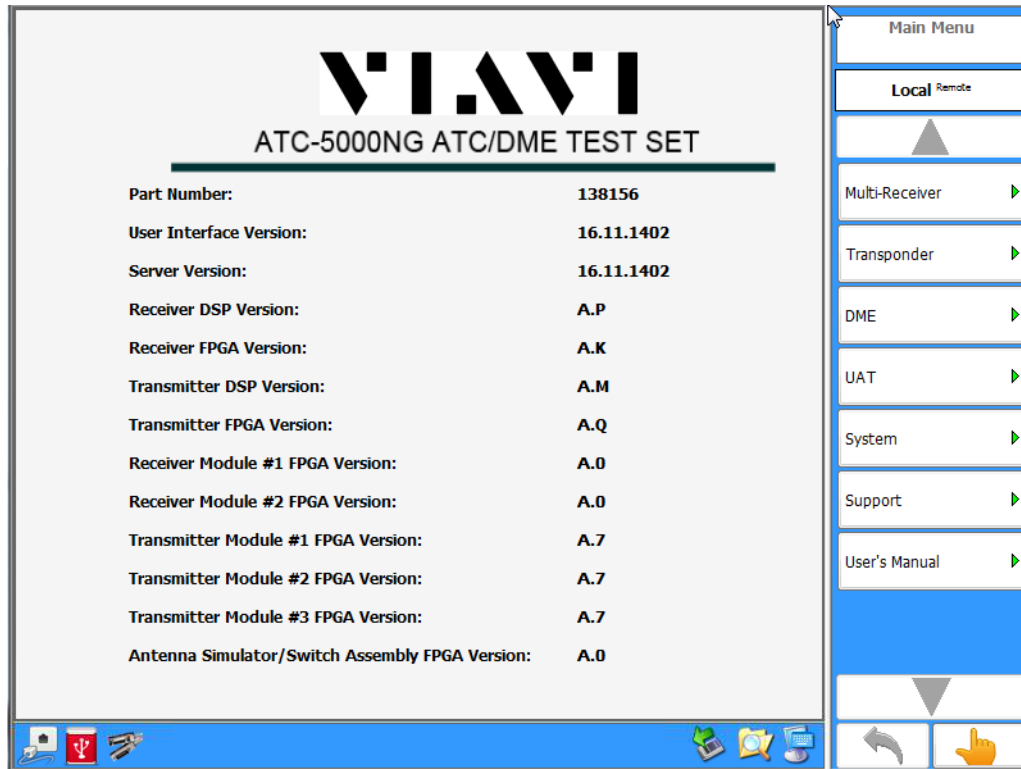 VIAVI
ATC-5000NG ATC/DME TEST SET
Part Number: 138156
User Interface Version: 16.11.1402
Server Version: 16.11.1402
Receiver DSP Version: A.P
Receiver FPGA Version: A.K
Transmitter DSP Version: A.M
Transmitter FPGA Version: A.Q
Receiver Module #1 FPGA Version: A.0
Receiver Module #2 FPGA Version: A.0
Transmitter Module #1 FPGA Version: A.7
Transmitter Module #2 FPGA Version: A.7
Transmitter Module #3 FPGA Version: A.7
Antenna Simulator/Switch Assembly FPGA Version: A.0
Main Menu
Local Remote
Multi-Receiver
Transponder
DME
UAT
System
Support
User's Manual